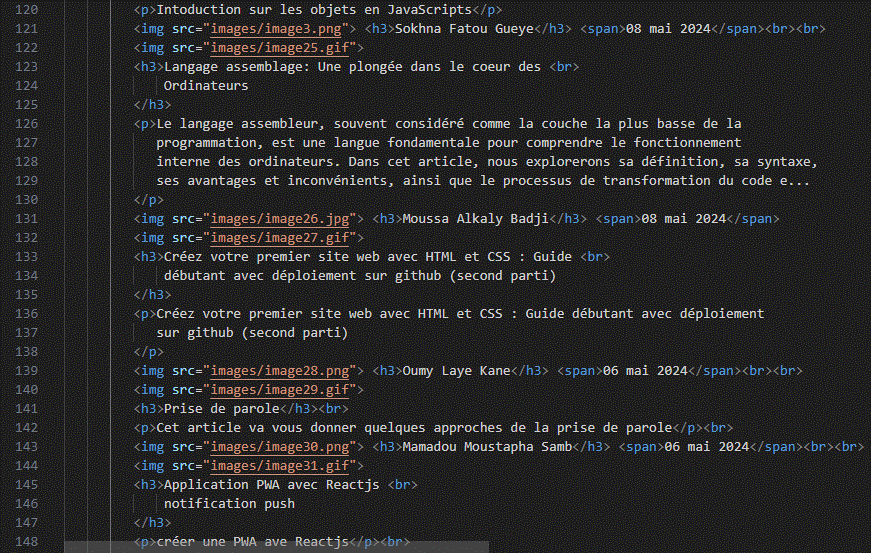 120 <p>Intoduction sur les objets en JavaScripts</p>
121 <img src="images/image3.png"> <h3>Sokhna Fatou Gueye</h3> <span>08 mai 2024</span><br><br>
122 <img src="images/image25.gif">
123 <h3>Langage assemblage: Une plongée dans le coeur des <br>
124 Ordinateurs
125 </h3>
126 <p>Le langage assembleur, souvent considéré comme la couche la plus basse de la
127 programmation, est une langue fondamentale pour comprendre le fonctionnement
128 interne des ordinateurs. Dans cet article, nous explorerons sa définition, sa syntaxe,
129 ses avantages et inconvénients, ainsi que le processus de transformation du code e...
130 </p>
131 <img src="images/image26.jpg"> <h3>Moussa Alkaly Badji</h3> <span>08 mai 2024</span>
132 <img src="images/image27.gif">
133 <h3>Créez votre premier site web avec HTML et CSS : Guide <br>
134 débutant avec déploiement sur github (second parti)
135 </h3>
136 <p>Créez votre premier site web avec HTML et CSS : Guide débutant avec déploiement
137 sur github (second parti)
138 </p>
139 <img src="images/image28.png"> <h3>Oumy Laye Kane</h3> <span>06 mai 2024</span><br><br>
140 <img src="images/image29.gif">
141 <h3>Prise de parole</h3><br>
142 <p>Cet article va vous donner quelques approches de la prise de parole</p><br>
143 <img src="images/image30.png"> <h3>Mamadou Moustapha Samb</h3> <span>06 mai 2024</span><br><br>
144 <img src="images/image31.gif">
145 <h3>Application PWA avec Reactjs <br>
146 notification push
147 </h3>
148 <p>créer une PWA ave Reactjs</p><br>